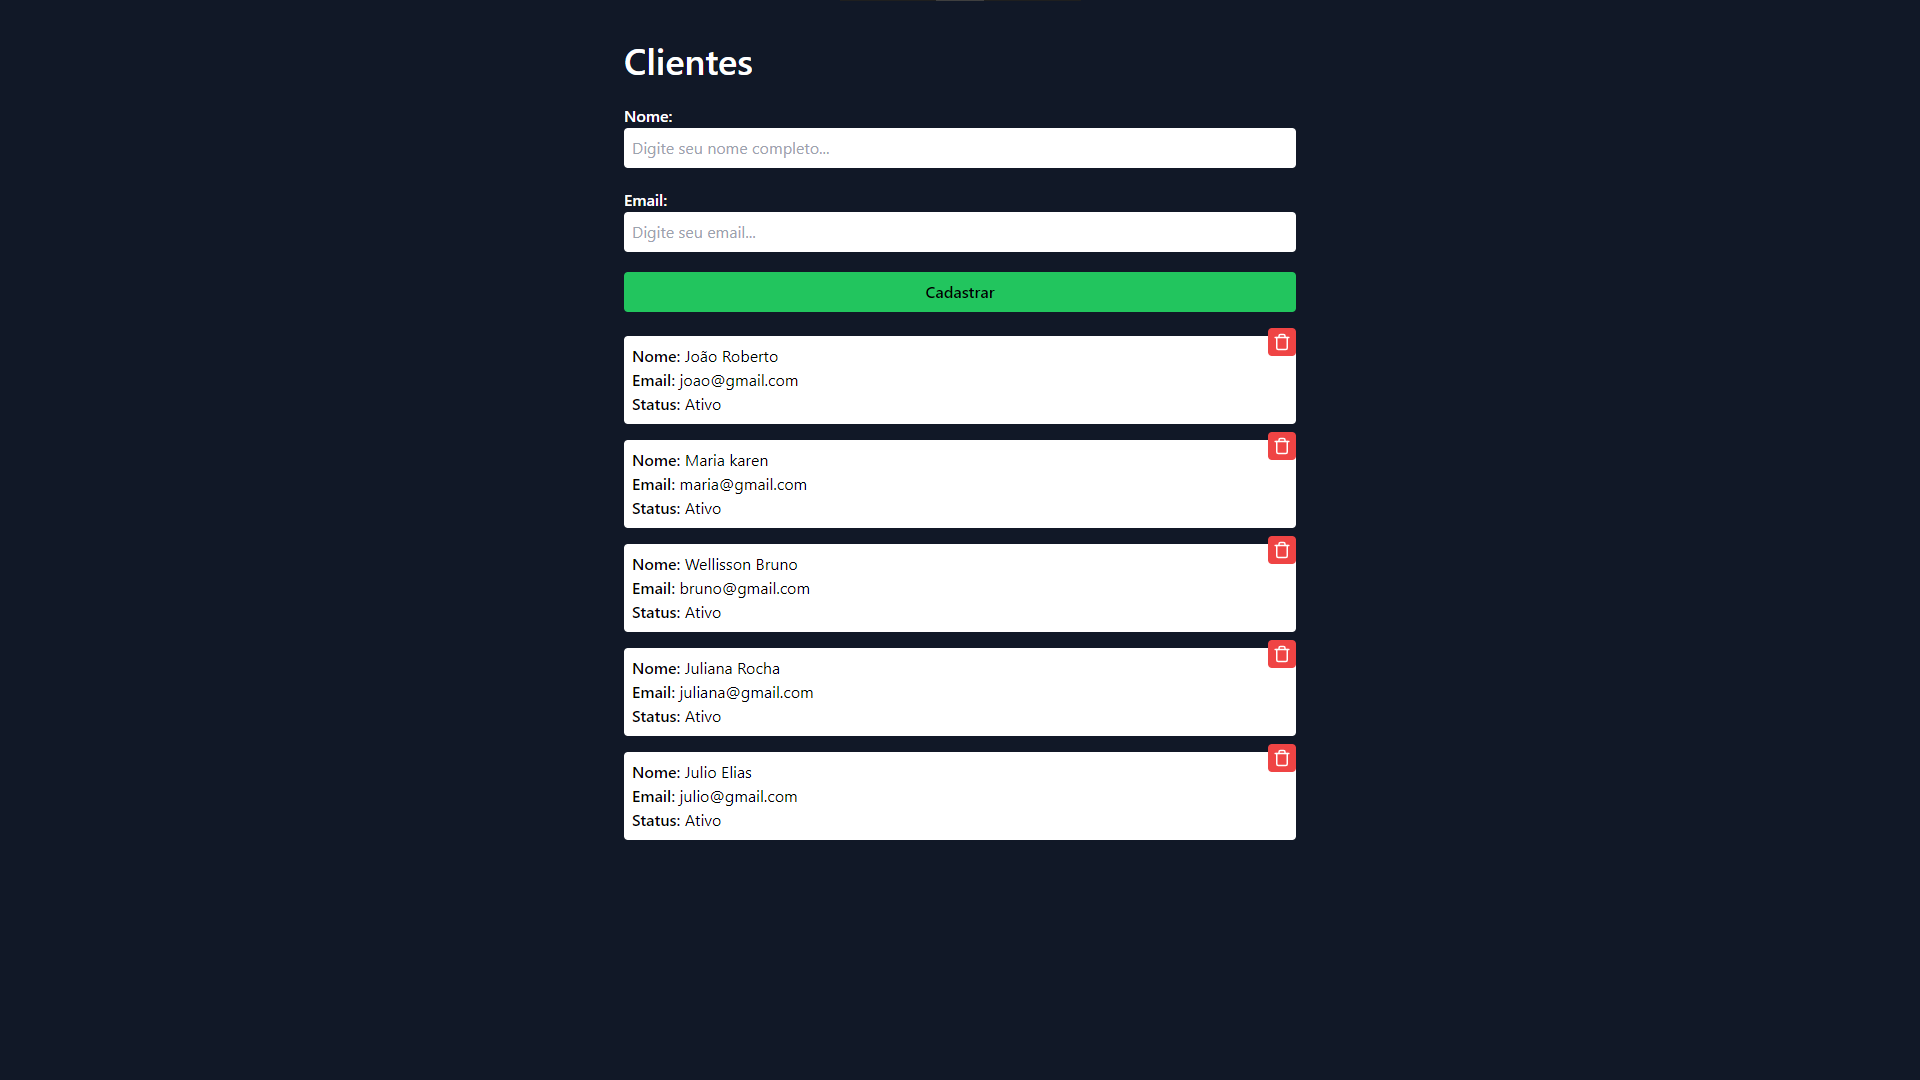 Clientes
Nome:
Digite seu nome completo...
Email:
Digite seu email...
Cadastrar
Nome: João Roberto
Email: joao@gmail.com
Status: Ativo
Nome: Maria karen
Email: maria@gmail.com
Status: Ativo
Nome: Wellisson Bruno
Email: bruno@gmail.com
Status: Ativo
Nome: Juliana Rocha
Email: juliana@gmail.com
Status: Ativo
Nome: Julio Elias
Email: julio@gmail.com
Status: Ativo